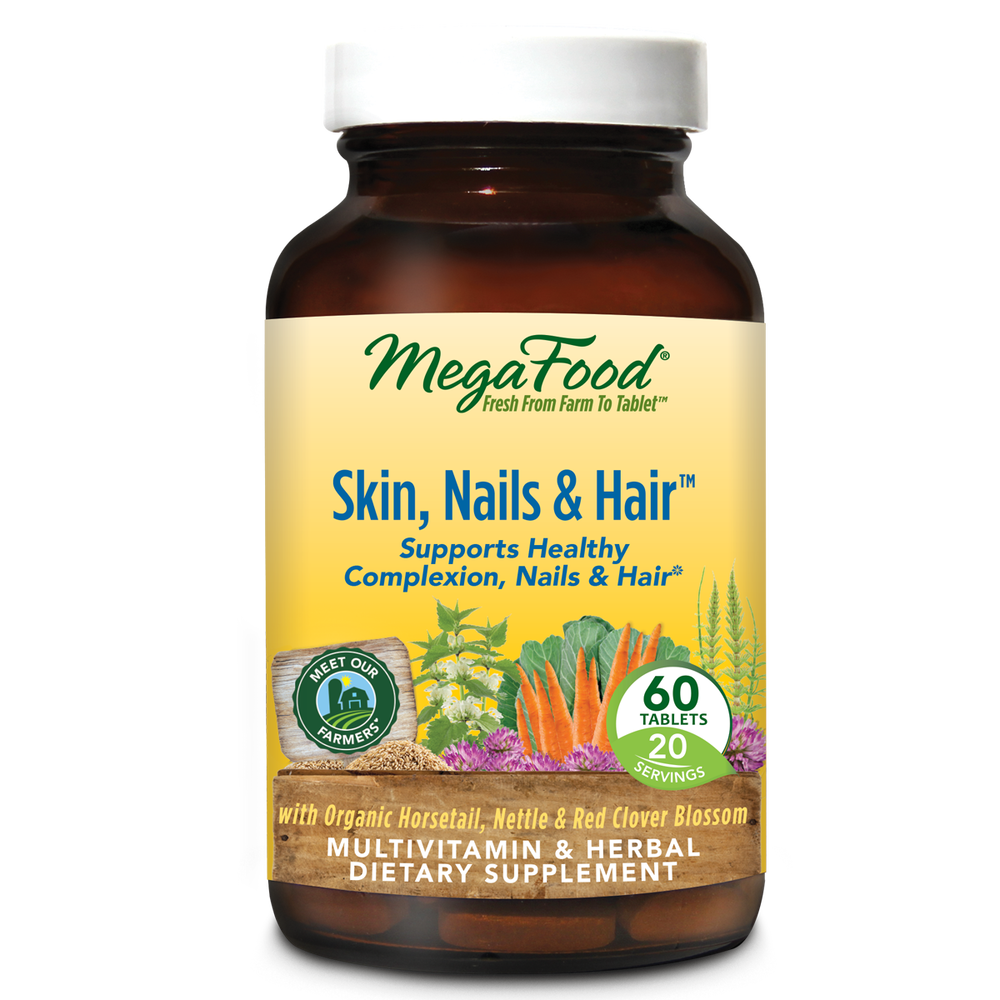 MegaFood®
Fresh From Farm To Tablet™
Skin, Nails & Hair™
Supports Healthy
Complexion, Nails & Hair*
MEET OUR
FARMERS™
60
TABLETS
20
SERVINGS
with Organic Horsetail, Nettle & Red Clover Blossom
MULTIVITAMIN & HERBAL
DIETARY SUPPLEMENT